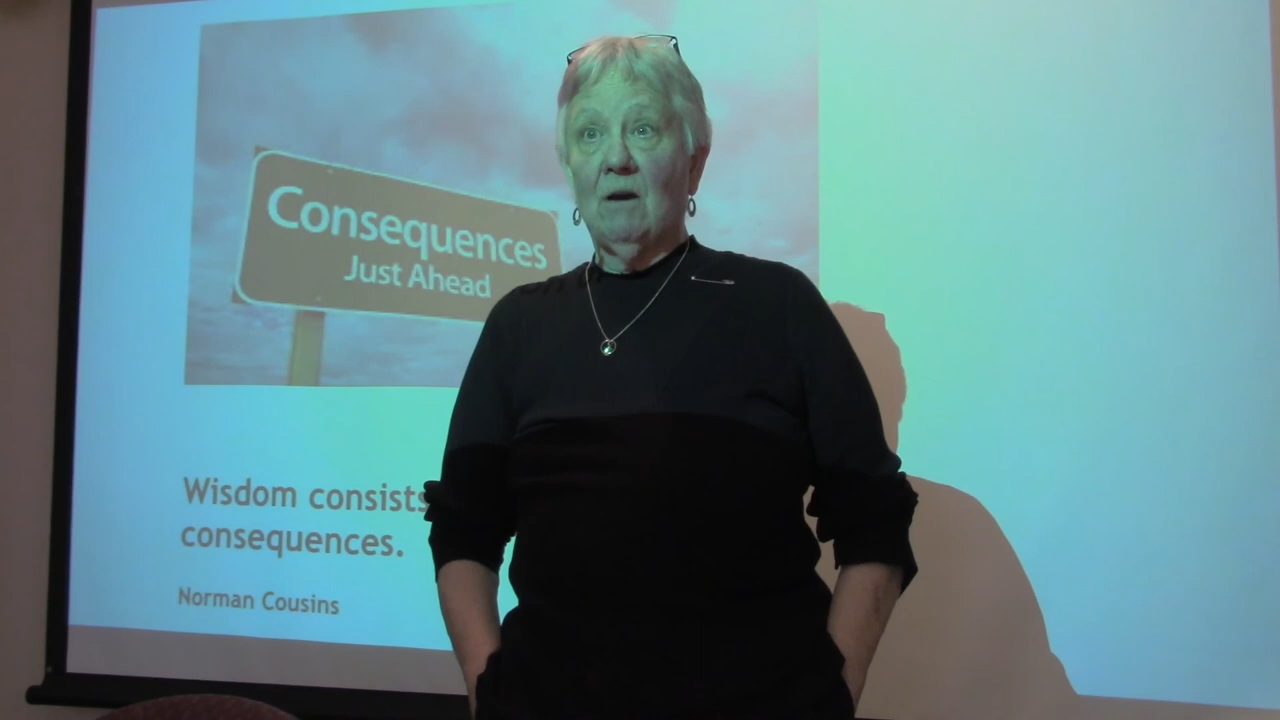 Consequences
Just Ahead
Wisdom consists
consequences.
Norman Cousins